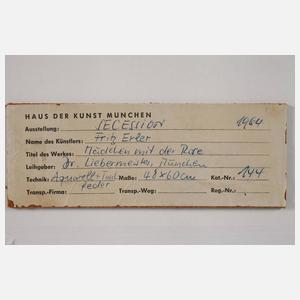 HAUS DER KUNST MÜNCHEN
Ausstellung: SECESSION 1964
Name des Künstlers: Fritz Erler
Titel des Werkes: Mädchen mit der Rose
Leihgeber: Dr. Liebermeister, München
Technik: Aquarell + Tusch Maße: 48 x 60 cm Kat.-Nr.: 144
feder
Transp.-Firma: Transp.-Weg: Reg.-Nr.: